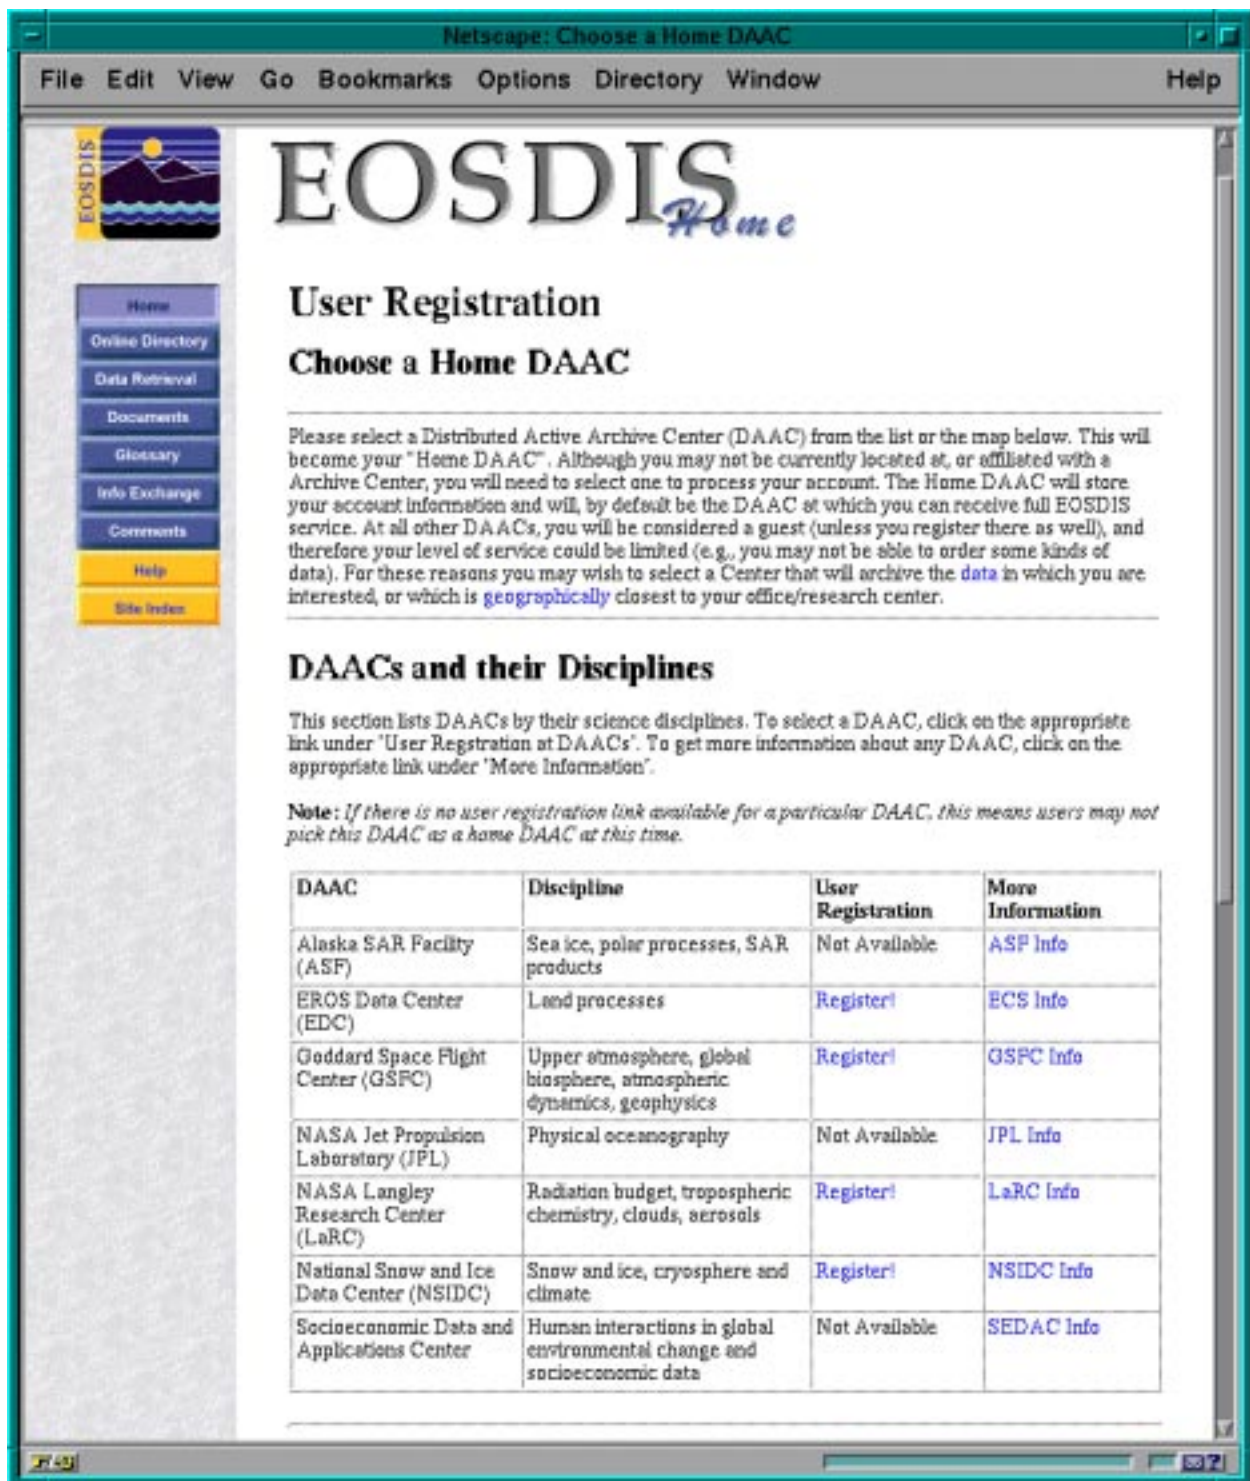 Netscape: Choose a Home DAAC
File Edit View Go Bookmarks Options Directory Window Help
EOSDIS
EOSDIS
Home
Home
Online Directory
Data Retrieval
Documents
Glossary
Info Exchange
Comments
Help
Site Index
User Registration
Choose a Home DAAC
Please select a Distributed Active Archive Center (DAAC) from the list or the map below. This will
become your "Home DAAC". Although you may not be currently located at, or affiliated with a
Archive Center, you will need to select one to process your account. The Home DAAC will store
your account information and will, by default be the DAAC at which you can receive full EOSDIS
service. At all other DAACs, you will be considered a guest (unless you register there as well), and
therefore your level of service could be limited (e.g., you may not be able to order some kinds of
data). For these reasons you may wish to select a Center that will archive the data in which you are
interested, or which is geographically closest to your office/research center.
DAACs and their Disciplines
This section lists DAACs by their science disciplines. To select a DAAC, click on the appropriate
link under "User Regstration at DAACs". To get more information about any DAAC, click on the
appropriate link under "More Information".
Note: If there is no user registration link available for a particular DAAC, this means users may not
pick this DAAC as a home DAAC at this time.
DAAC Discipline User Registration More Information
Alaska SAR Facility (ASF) Sea ice, polar processes, SAR products Not Available ASF Info
EROS Data Center (EDC) Land processes Register! ECS Info
Goddard Space Flight Center (GSFC) Upper atmosphere, global biosphere, atmospheric dynamics, geophysics Register! GSFC Info
NASA Jet Propulsion Laboratory (JPL) Physical oceanography Not Available JPL Info
NASA Langley Research Center (LaRC) Radiation budget, tropospheric chemistry, clouds, aerosols Register! LaRC Info
National Snow and Ice Data Center (NSIDC) Snow and ice, cryosphere and climate Register! NSIDC Info
Socioeconomic Data and Applications Center Human interactions in global environmental change and socioeconomic data Not Available SEDAC Info